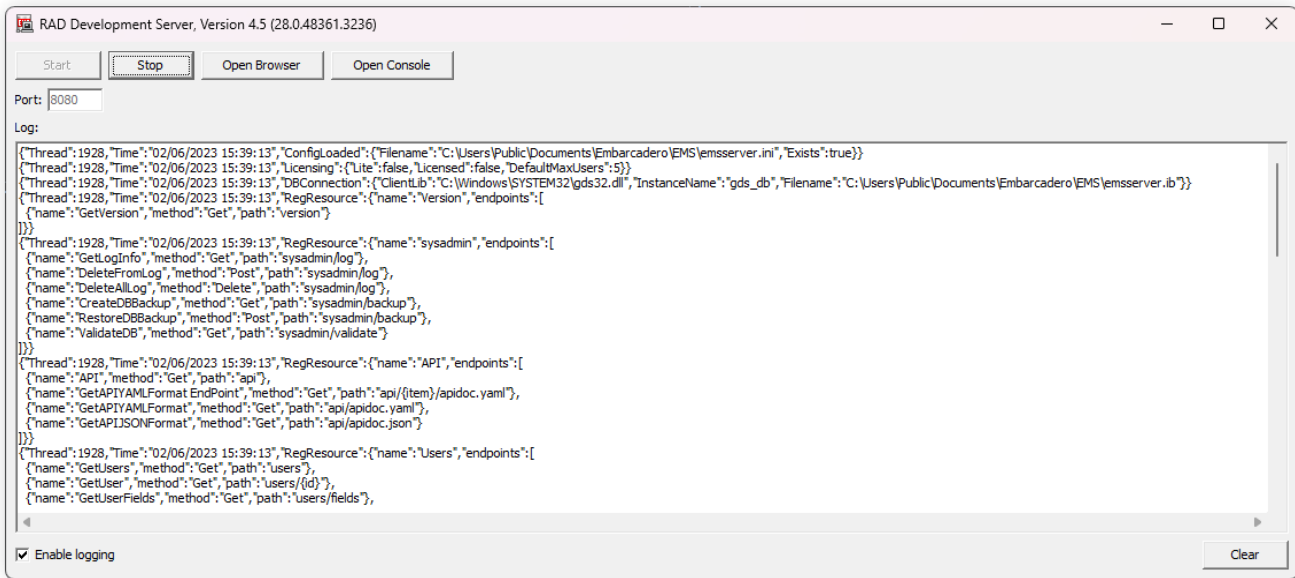 RAD Development Server, Version 4.5 (28.0.48361.3236)
Start Stop Open Browser Open Console
Port: 8080
Log:
{"Thread":1928,"Time":"02/06/2023 15:39:13","ConfigLoaded":{"Filename":"C:\Users\Public\Documents\Embarcadero\EMS\emsserver.ini","Exists":true}}
{"Thread":1928,"Time":"02/06/2023 15:39:13","Licensing":{"Lite":false,"Licensed":false,"DefaultMaxUsers":5}}
{"Thread":1928,"Time":"02/06/2023 15:39:13","DBConnection":{"ClientLib":"C:\Windows\SYSTEM32\gds32.dll","InstanceName":"gds_db","Filename":"C:\Users\Public\Documents\Embarcadero\EMS\emsserver.ib"}}
{"Thread":1928,"Time":"02/06/2023 15:39:13","RegResource":{"name":"Version","endpoints":[
{"name":"GetVersion","method":"Get","path":"version"}
]}}
{"Thread":1928,"Time":"02/06/2023 15:39:13","RegResource":{"name":"sysadmin","endpoints":[
{"name":"GetLogInfo","method":"Get","path":"sysadmin/log"},
{"name":"DeleteFromLog","method":"Post","path":"sysadmin/log"},
{"name":"DeleteAllLog","method":"Delete","path":"sysadmin/log"},
{"name":"CreateDBBackup","method":"Get","path":"sysadmin/backup"},
{"name":"RestoreDBBackup","method":"Post","path":"sysadmin/backup"},
{"name":"ValidateDB","method":"Get","path":"sysadmin/validate"}
]}}
{"Thread":1928,"Time":"02/06/2023 15:39:13","RegResource":{"name":"API","endpoints":[
{"name":"API","method":"Get","path":"api"},
{"name":"GetAPIYAMLFormat EndPoint","method":"Get","path":"api/{item}/apidoc.yaml"},
{"name":"GetAPIYAMLFormat","method":"Get","path":"api/apidoc.yaml"},
{"name":"GetAPIJSONFormat","method":"Get","path":"api/apidoc.json"}
]}}
{"Thread":1928,"Time":"02/06/2023 15:39:13","RegResource":{"name":"Users","endpoints":[
{"name":"GetUsers","method":"Get","path":"users"},
{"name":"GetUser","method":"Get","path":"users/{id}"},
{"name":"GetUserFields","method":"Get","path":"users/fields"},
Enable logging
Clear